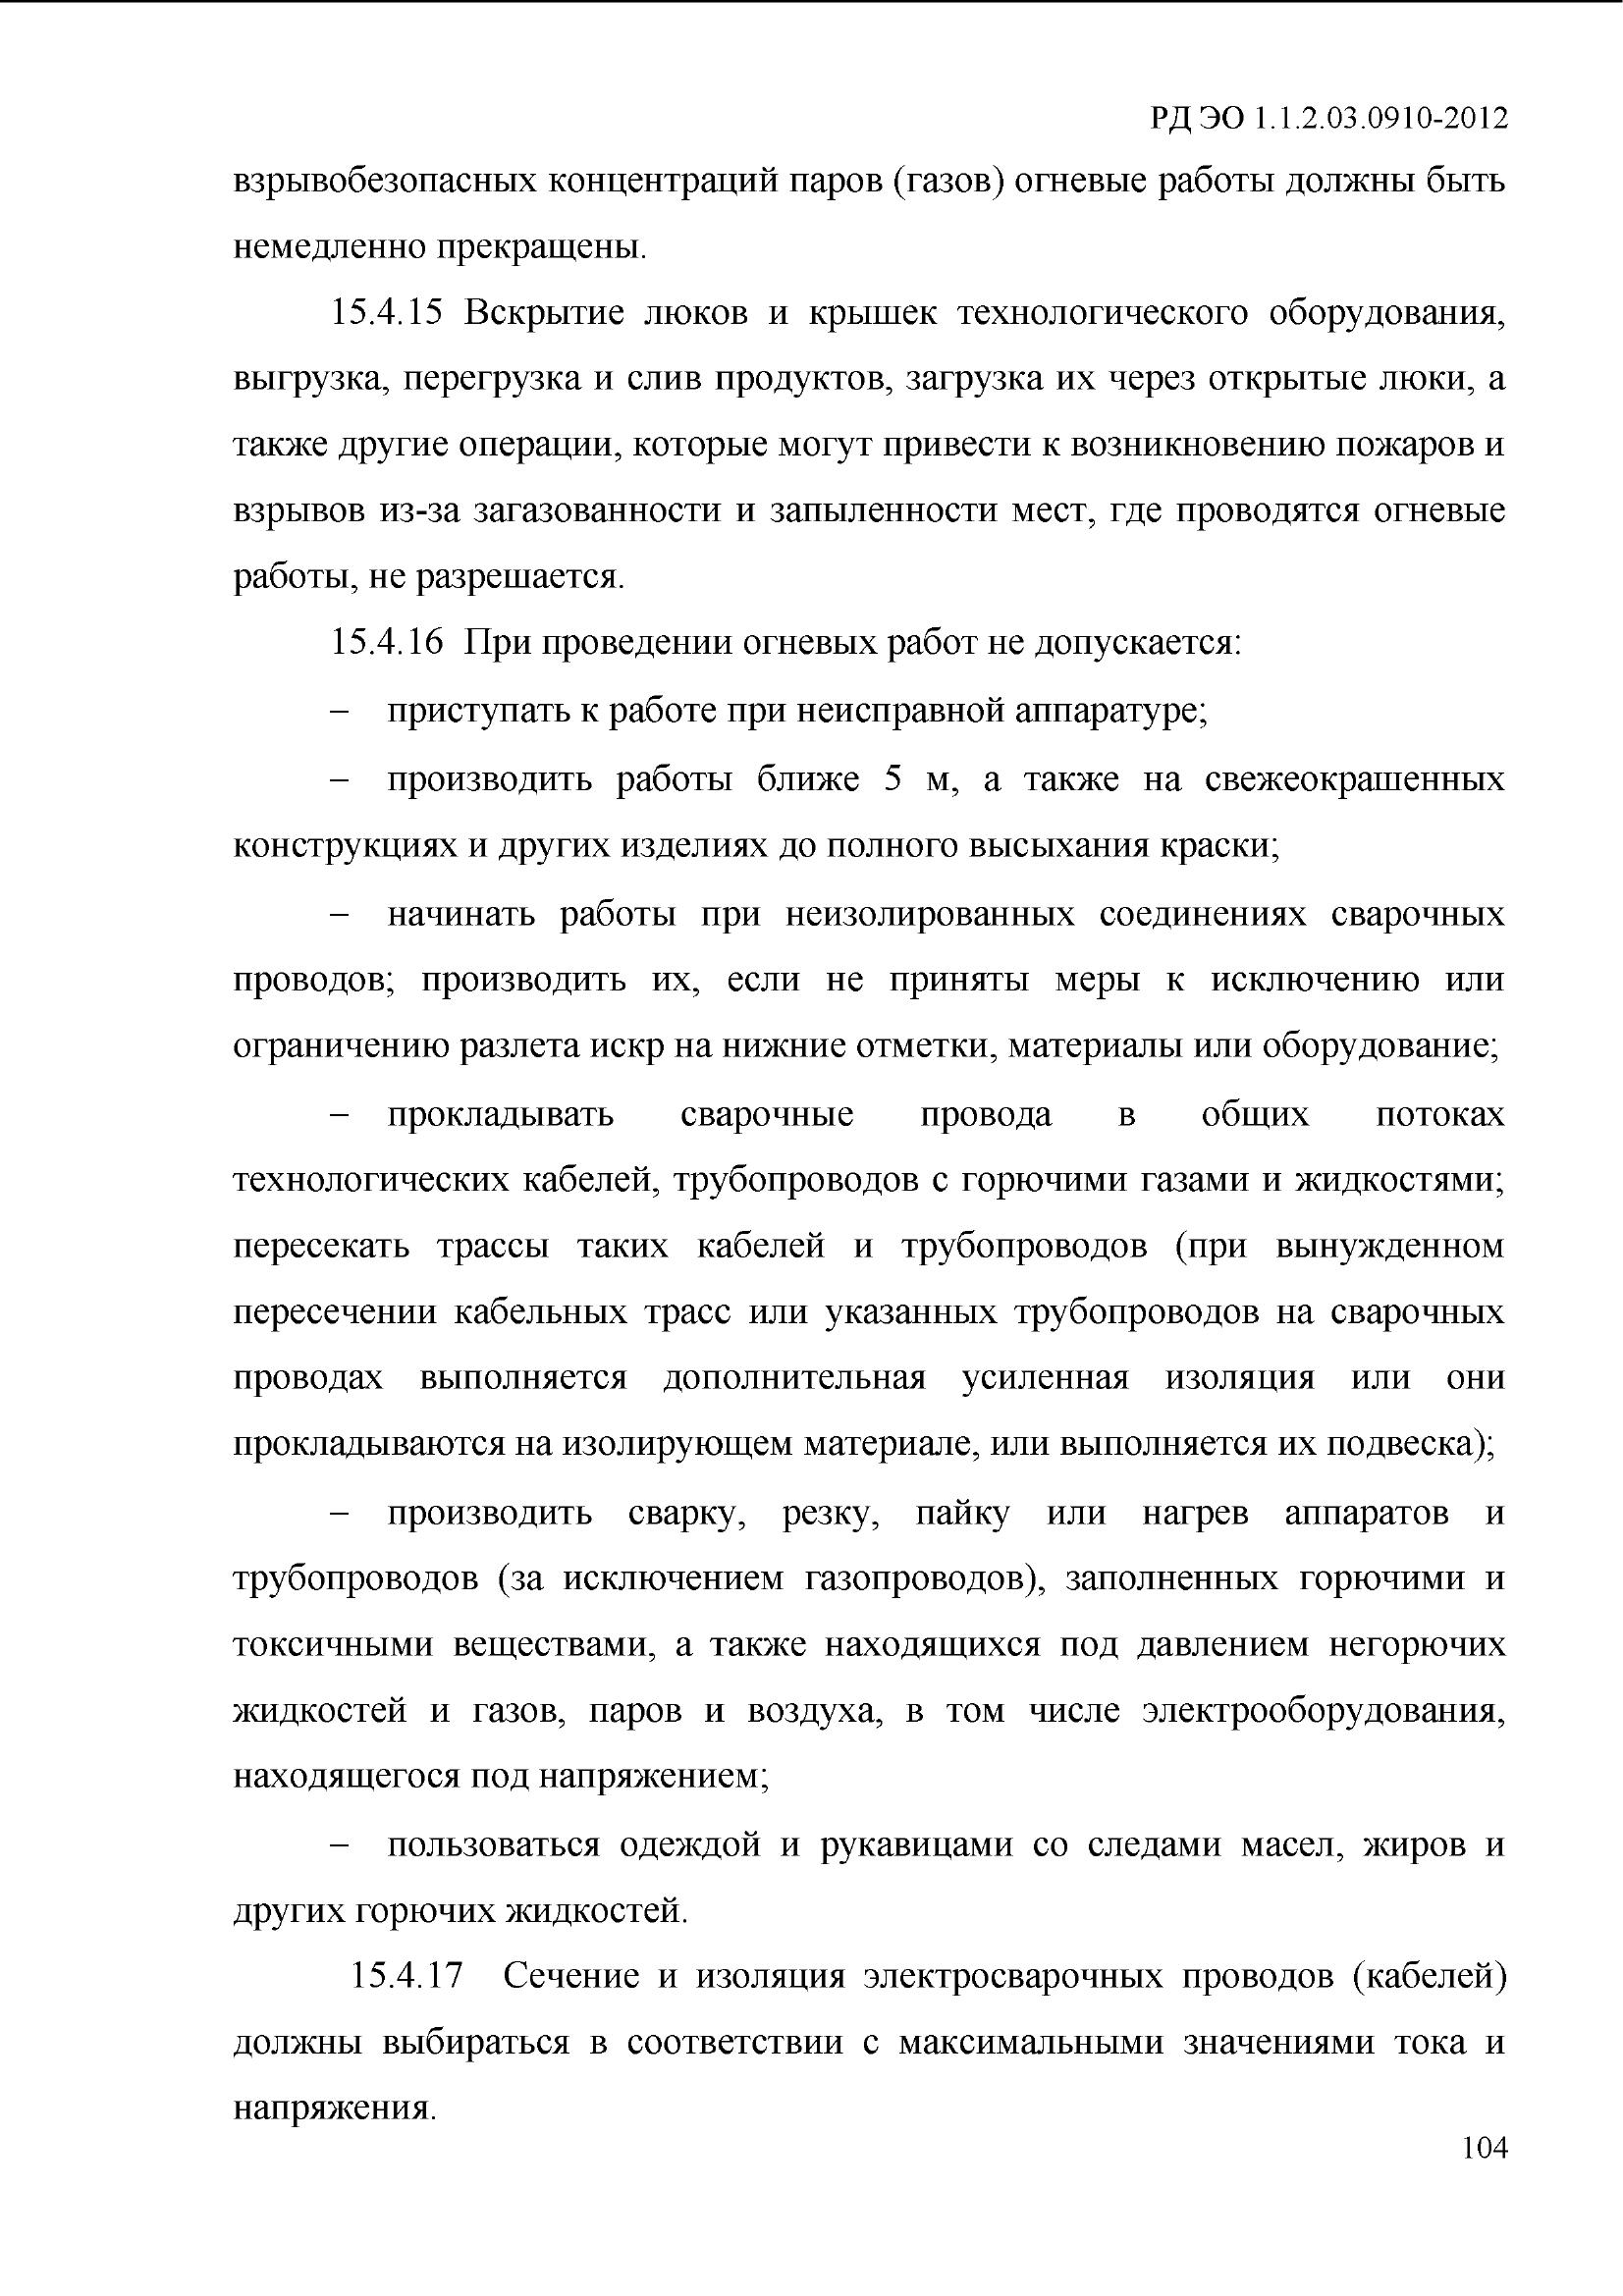 РД ЭО 1.1.2.03.0910-2012
взрывобезопасных концентраций паров (газов) огневые работы должны быть
немедленно прекращены.
15.4.15 Вскрытие люков и крышек технологического оборудования,
выгрузка, перегрузка и слив продуктов, загрузка их через открытые люки, а
также другие операции, которые могут привести к возникновению пожаров и
взрывов из-за загазованности и запыленности мест, где проводятся огневые
работы, не разрешается.
15.4.16 При проведении огневых работ не допускается:
– приступать к работе при неисправной аппаратуре;
– производить работы ближе 5 м, а также на свежеокрашенных
конструкциях и других изделиях до полного высыхания краски;
– начинать работы при неизолированных соединениях сварочных
проводов; производить их, если не приняты меры к исключению или
ограничению разлета искр на нижние отметки, материалы или оборудование;
– прокладывать сварочные провода в общих потоках
технологических кабелей, трубопроводов с горючими газами и жидкостями;
пересекать трассы таких кабелей и трубопроводов (при вынужденном
пересечении кабельных трасс или указанных трубопроводов на сварочных
проводах выполняется дополнительная усиленная изоляция или они
прокладываются на изолирующем материале, или выполняется их подвеска);
– производить сварку, резку, пайку или нагрев аппаратов и
трубопроводов (за исключением газопроводов), заполненных горючими и
токсичными веществами, а также находящихся под давлением негорючих
жидкостей и газов, паров и воздуха, в том числе электрооборудования,
находящегося под напряжением;
– пользоваться одеждой и рукавицами со следами масел, жиров и
других горючих жидкостей.
15.4.17 Сечение и изоляция электросварочных проводов (кабелей)
должны выбираться в соответствии с максимальными значениями тока и
напряжения.
104